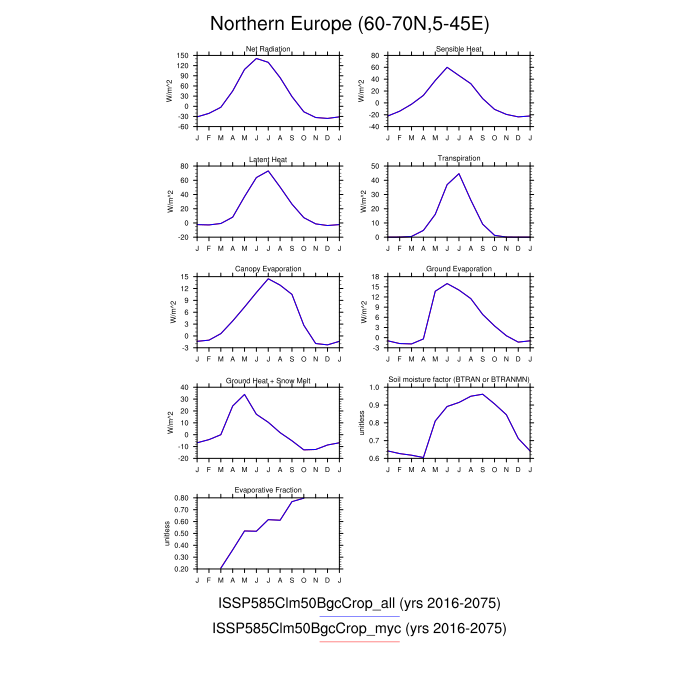 Northern Europe (60-70N,5-45E)
Net Radiation
150
120
90
60
30
0
-30
-60
W/m^2
J F M A M J J A S O N D J
Sensible Heat
80
60
40
20
0
-20
-40
W/m^2
J F M A M J J A S O N D J
Latent Heat
80
60
40
20
0
-20
W/m^2
J F M A M J J A S O N D J
Transpiration
50
40
30
20
10
0
W/m^2
J F M A M J J A S O N D J
Canopy Evaporation
15
12
9
6
3
0
-3
W/m^2
J F M A M J J A S O N D J
Ground Evaporation
18
15
12
9
6
3
0
-3
W/m^2
J F M A M J J A S O N D J
Ground Heat + Snow Melt
40
30
20
10
0
-10
-20
W/m^2
J F M A M J J A S O N D J
Soil moisture factor (BTRAN or BTRANMN)
1.0
0.9
0.8
0.7
0.6
unitless
J F M A M J J A S O N D J
Evaporative Fraction
0.80
0.70
0.60
0.50
0.40
0.30
0.20
unitless
J F M A M J J A S O N D J
ISSP585Clm50BgcCrop_all (yrs 2016-2075)
ISSP585Clm50BgcCrop_myc (yrs 2016-2075)